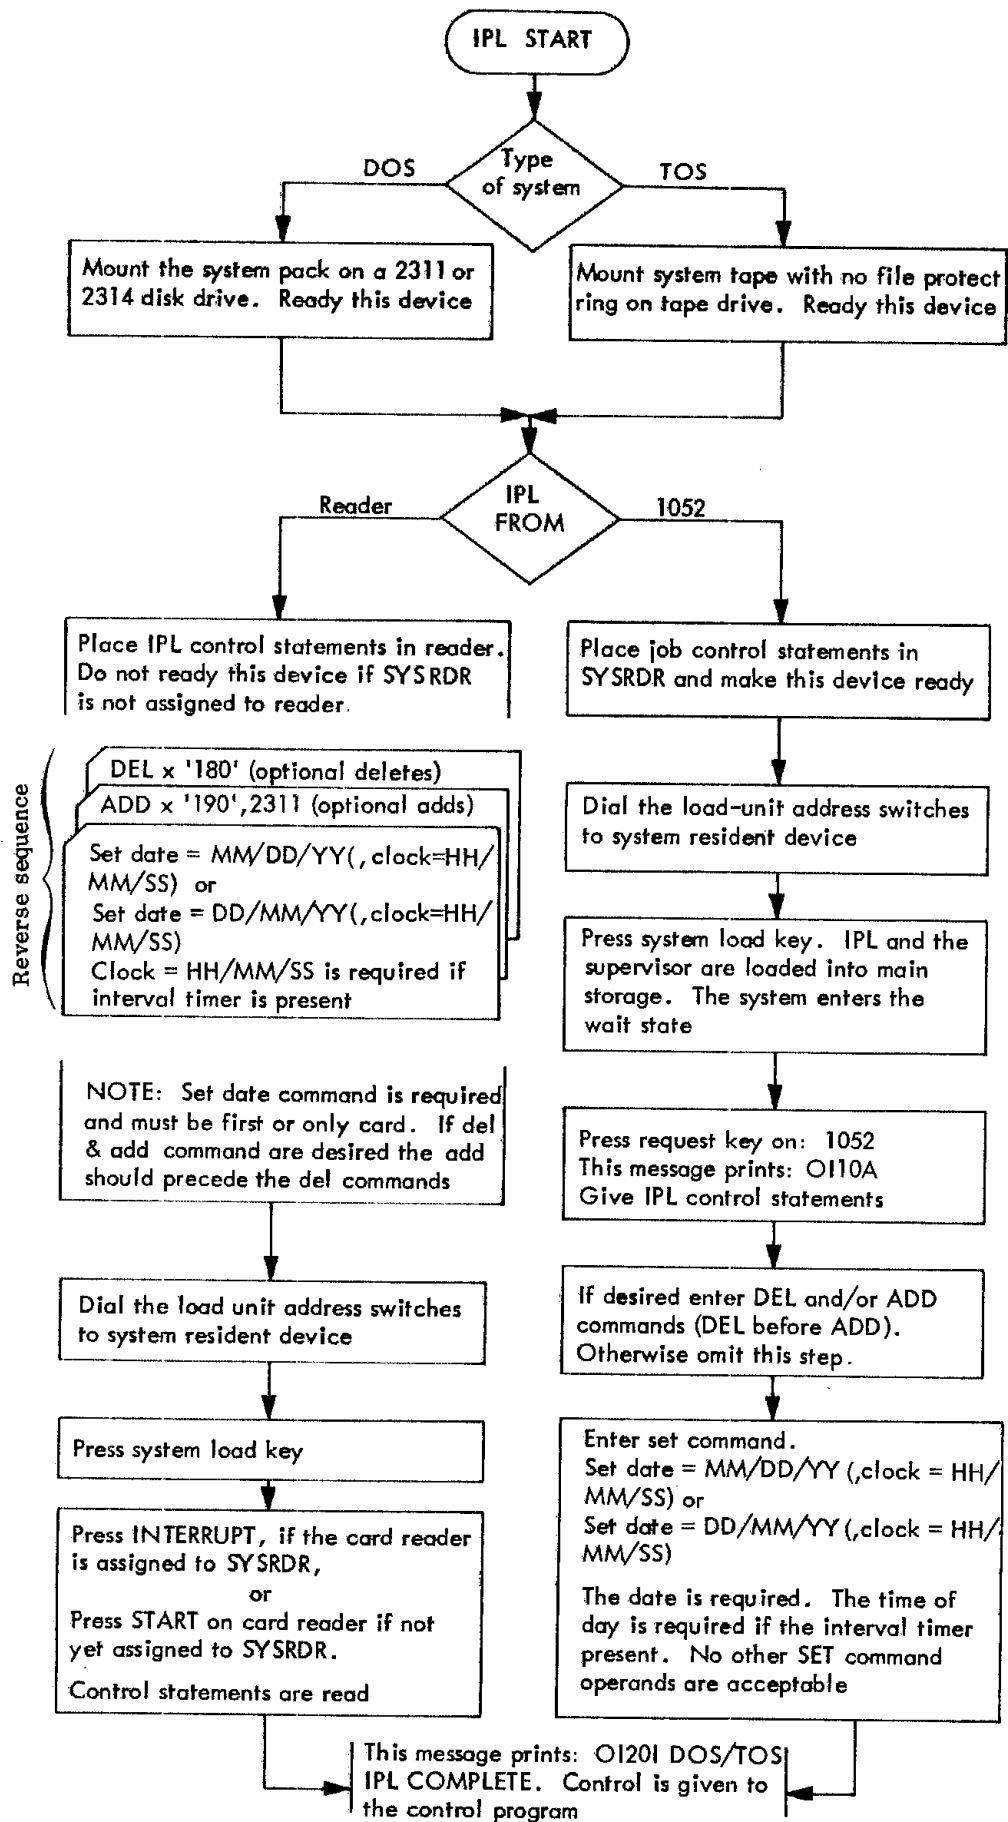 IPL START
Type
of system
DOS
TOS
Mount the system pack on a 2311 or
2314 disk drive. Ready this device
Mount system tape with no file protect
ring on tape drive. Ready this device
IPL
FROM
Reader
1052
Place IPL control statements in reader.
Do not ready this device if SYSRDR
is not assigned to reader.
Reverse sequence
DEL x '180' (optional deletes)
ADD x '190',2311 (optional adds)
Set date = MM/DD/YY(,clock=HH/
MM/SS) or
Set date = DD/MM/YY(,clock=HH/
MM/SS)
Clock = HH/MM/SS is required if
interval timer is present
NOTE: Set date command is required
and must be first or only card. If del
& add command are desired the add
should precede the del commands
Dial the load unit address switches
to system resident device
Press system load key
Press INTERRUPT, if the card reader
is assigned to SYSRDR,
or
Press START on card reader if not
yet assigned to SYSRDR.
Control statements are read
Place job control statements in
SYSRDR and make this device ready
Dial the load-unit address switches
to system resident device
Press system load key. IPL and the
supervisor are loaded into main
storage. The system enters the
wait state
Press request key on: 1052
This message prints: OI10A
Give IPL control statements
If desired enter DEL and/or ADD
commands (DEL before ADD).
Otherwise omit this step.
Enter set command.
Set date = MM/DD/YY (,clock = HH/
MM/SS) or
Set date = DD/MM/YY (,clock = HH/
MM/SS)
The date is required. The time of
day is required if the interval timer
present. No other SET command
operands are acceptable
This message prints: OI20I DOS/TOS
IPL COMPLETE. Control is given to
the control program